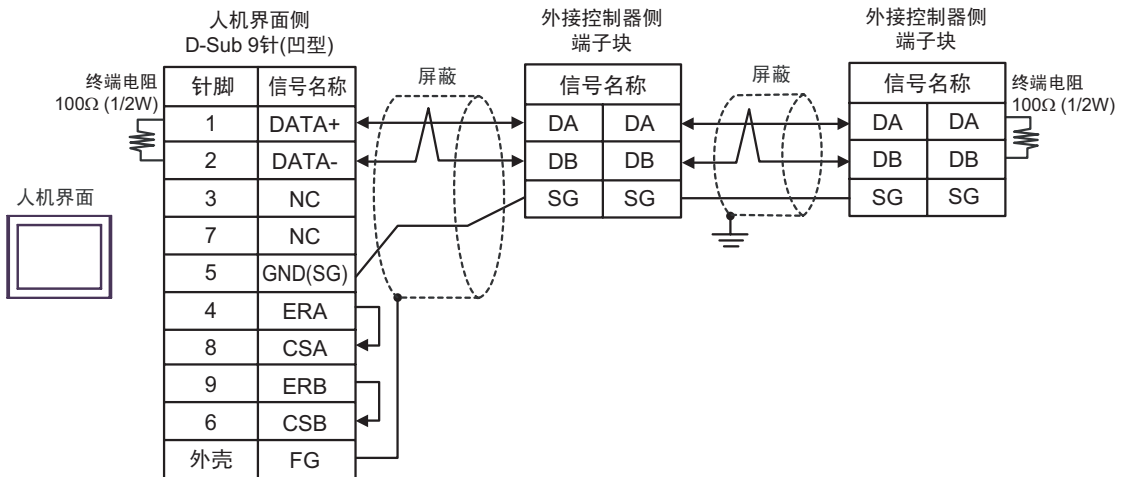 人机界面侧
D-Sub 9针(凹型)
外接控制器侧
端子块
外接控制器侧
端子块
终端电阻
100Ω (1/2W)
屏蔽
屏蔽
终端电阻
100Ω (1/2W)
人机界面
针脚 信号名称
1 DATA+
2 DATA-
3 NC
7 NC
5 GND(SG)
4 ERA
8 CSA
9 ERB
6 CSB
外壳 FG
信号名称
DA DA
DB DB
SG SG
信号名称
DA DA
DB DB
SG SG